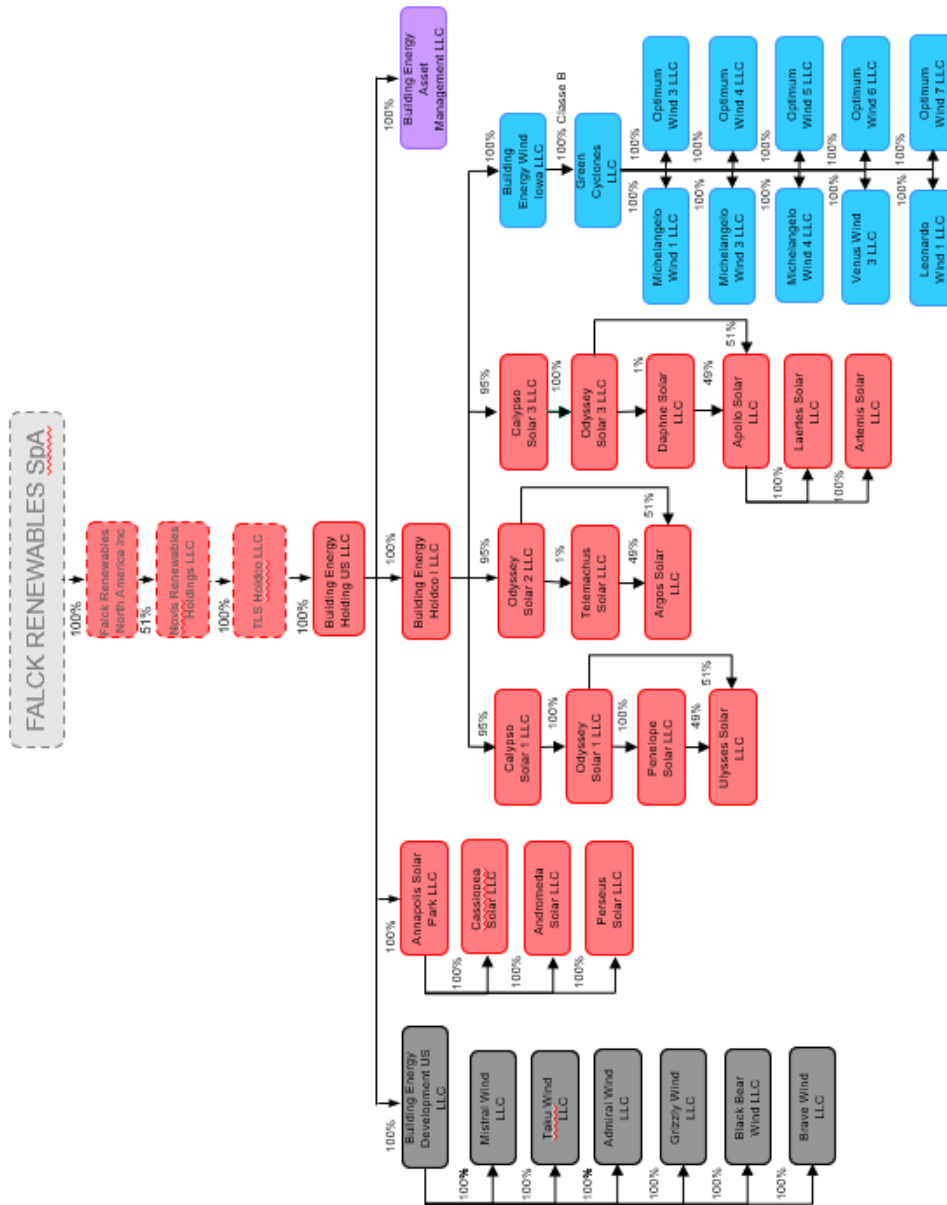 FALCK RENEWABLES SpA
100%
Falck Renewables
North America Inc
51%
Novis Renewables
Holdings LLC
100%
TLS Holdco LLC
100%
Building Energy
Holding US LLC
100%
Building Energy
Development US
LLC
100%
Mistral Wind
LLC
100%
Taku Wind
LLC
100%
Admiral Wind
LLC
100%
Grizzly Wind
LLC
100%
Black Bear
Wind LLC
100%
Brave Wind
LLC
100%
Annapolis Solar
Park LLC
100%
Cassiopea
Solar LLC
100%
Andromeda
Solar LLC
100%
Perseus
Solar LLC
100%
Building Energy
Holdco I LLC
100%
Building Energy
Asset
Management LLC
95%
Calypso
Solar 1 LLC
100%
Odyssey
Solar 1 LLC
100%
Penelope
Solar LLC
49%
51%
Ulysses Solar
LLC
95%
Odyssey
Solar 2 LLC
1%
Telemachus
Solar LLC
49%
51%
Argos Solar
LLC
95%
Calypso
Solar 3 LLC
100%
Odyssey
Solar 3 LLC
1%
Daphne Solar
LLC
49%
51%
Apollo Solar
LLC
100%
Laertes Solar
LLC
100%
Artemis Solar
LLC
100%
Building
Energy Wind
Iowa LLC
100% Classe B
Green
Cyclones
LLC
100%
100%
Michelangelo
Wind 1 LLC
Optimum
Wind 3 LLC
100%
100%
Michelangelo
Wind 3 LLC
Optimum
Wind 4 LLC
100%
100%
Michelangelo
Wind 4 LLC
Optimum
Wind 5 LLC
100%
100%
Venus Wind
3 LLC
Optimum
Wind 6 LLC
100%
100%
Leonardo
Wind 1 LLC
Optimum
Wind 7 LLC